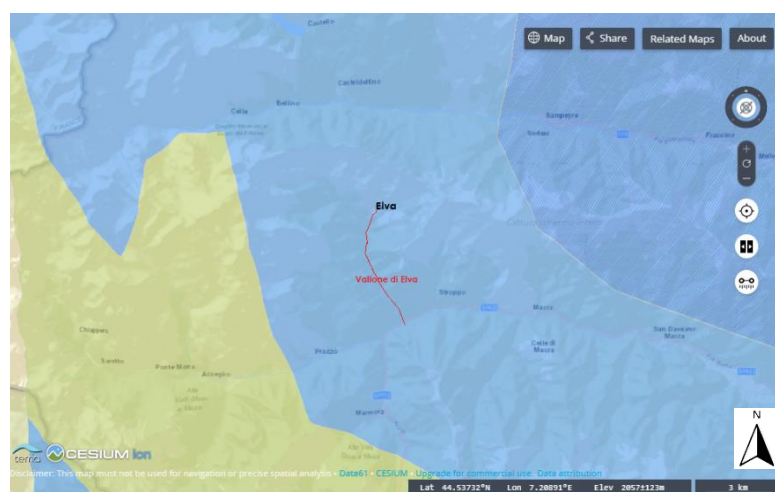 Castello
Map
Share
Related Maps
About
Casteldelfino
Bellino
Celle
Sampeyre
Frassino
Elva
Vallone di Elva
Stroppo
Macra
San Damiano
Macra
Celle di
Macra
Chiappera
Prazzo
Ponte Maira
Acceglio
Marmora
N
tema CESIUM ion
Disclaimer: This map must not be used for navigation or precise spatial analysis • Data61 • CESIUM • Upgrade for commercial use. Data attribution
Lat 44.53732°N Lon 7.20891°E Elev 2057±123m 3 km